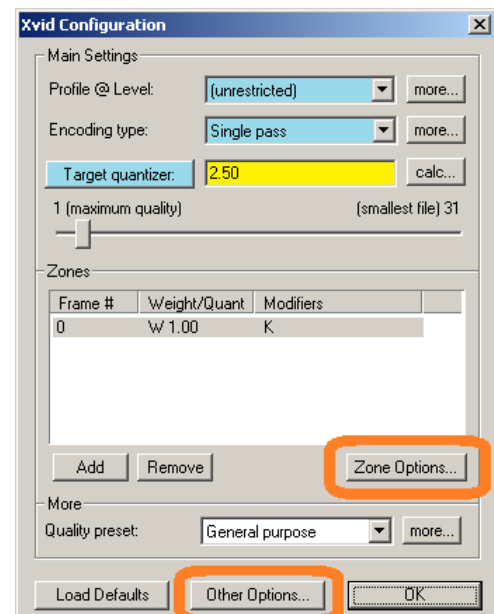 Xvid Configuration
Main Settings
Profile @ Level: (unrestricted) more...
Encoding type: Single pass more...
Target quantizer: 2.50 calc...
1 (maximum quality) (smallest file) 31
Zones
Frame # Weight/Quant Modifiers
0 W 1.00 K
Add Remove Zone Options...
More
Quality preset: General purpose more...
Load Defaults Other Options... OK